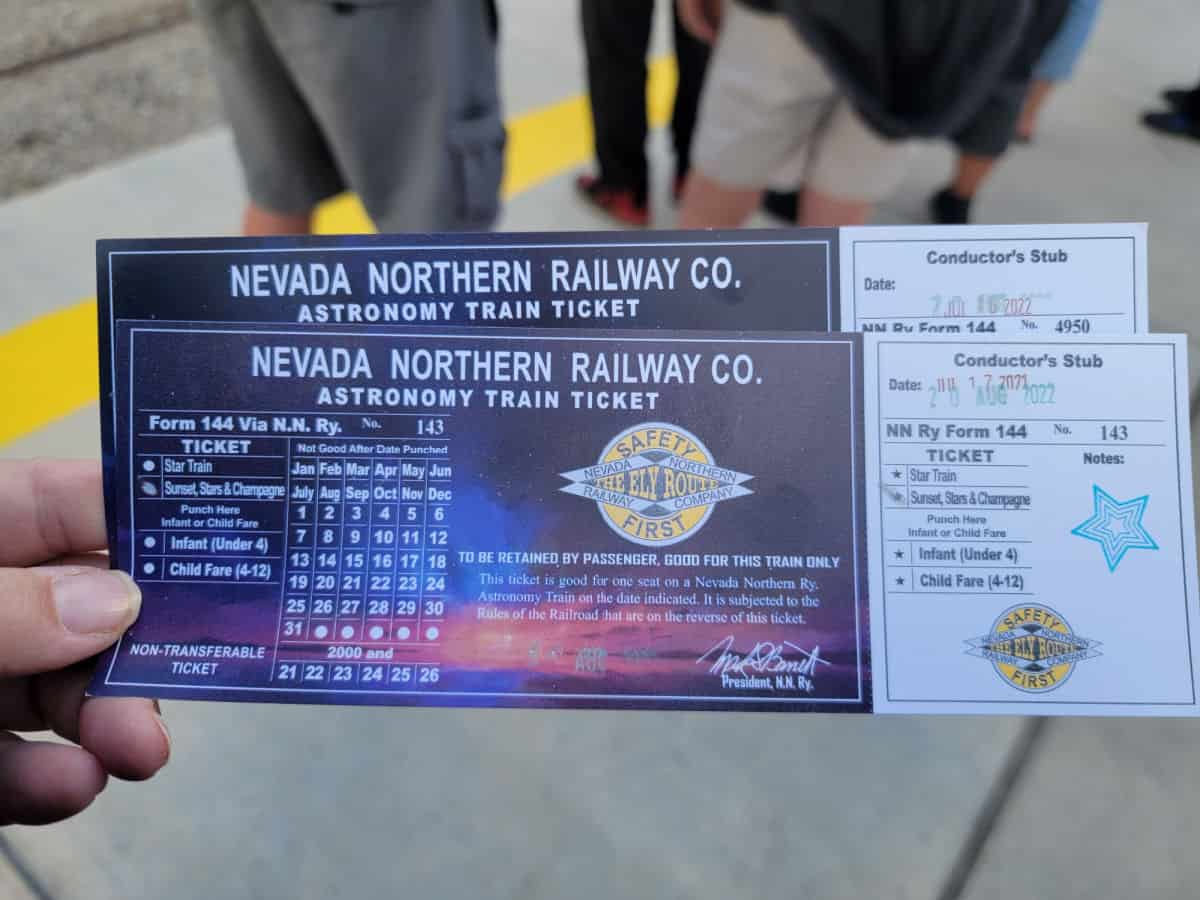 NEVADA NORTHERN RAILWAY CO.
ASTRONOMY TRAIN TICKET
Conductor's Stub
Date:
2022
NN Ry Form 144 No. 4950
NEVADA NORTHERN RAILWAY CO.
ASTRONOMY TRAIN TICKET
Form 144 Via N.N. Ry. No. 143
TICKET
Star Train
Sunset, Stars & Champagne
Punch Here
Infant or Child Fare
Infant (Under 4)
Child Fare (4-12)
NON-TRANSFERABLE
TICKET
Not Good After Date Punched
Jan Feb Mar Apr May Jun
July Aug Sep Oct Nov Dec
1 2 3 4 5 6
7 8 9 10 11 12
13 14 15 16 17 18
19 20 21 22 23 24
25 26 27 28 29 30
31
2000 and
21 22 23 24 25 26
SAFETY
NEVADA NORTHERN
THE ELY ROUTE
RAILWAY COMPANY
FIRST
TO BE RETAINED BY PASSENGER, GOOD FOR THIS TRAIN ONLY
This ticket is good for one seat on a Nevada Northern Ry.
Astronomy Train on the date indicated. It is subjected to the
Rules of the Railroad that are on the reverse of this ticket.
AUG
President, N.N. Ry.
Conductor's Stub
Date: 20 AUG 2022
NN Ry Form 144 No. 143
TICKET
Star Train
Sunset, Stars & Champagne
Punch Here
Infant or Child Fare
Infant (Under 4)
Child Fare (4-12)
Notes:
SAFETY
NEVADA NORTHERN
THE ELY ROUTE
RAILWAY COMPANY
FIRST